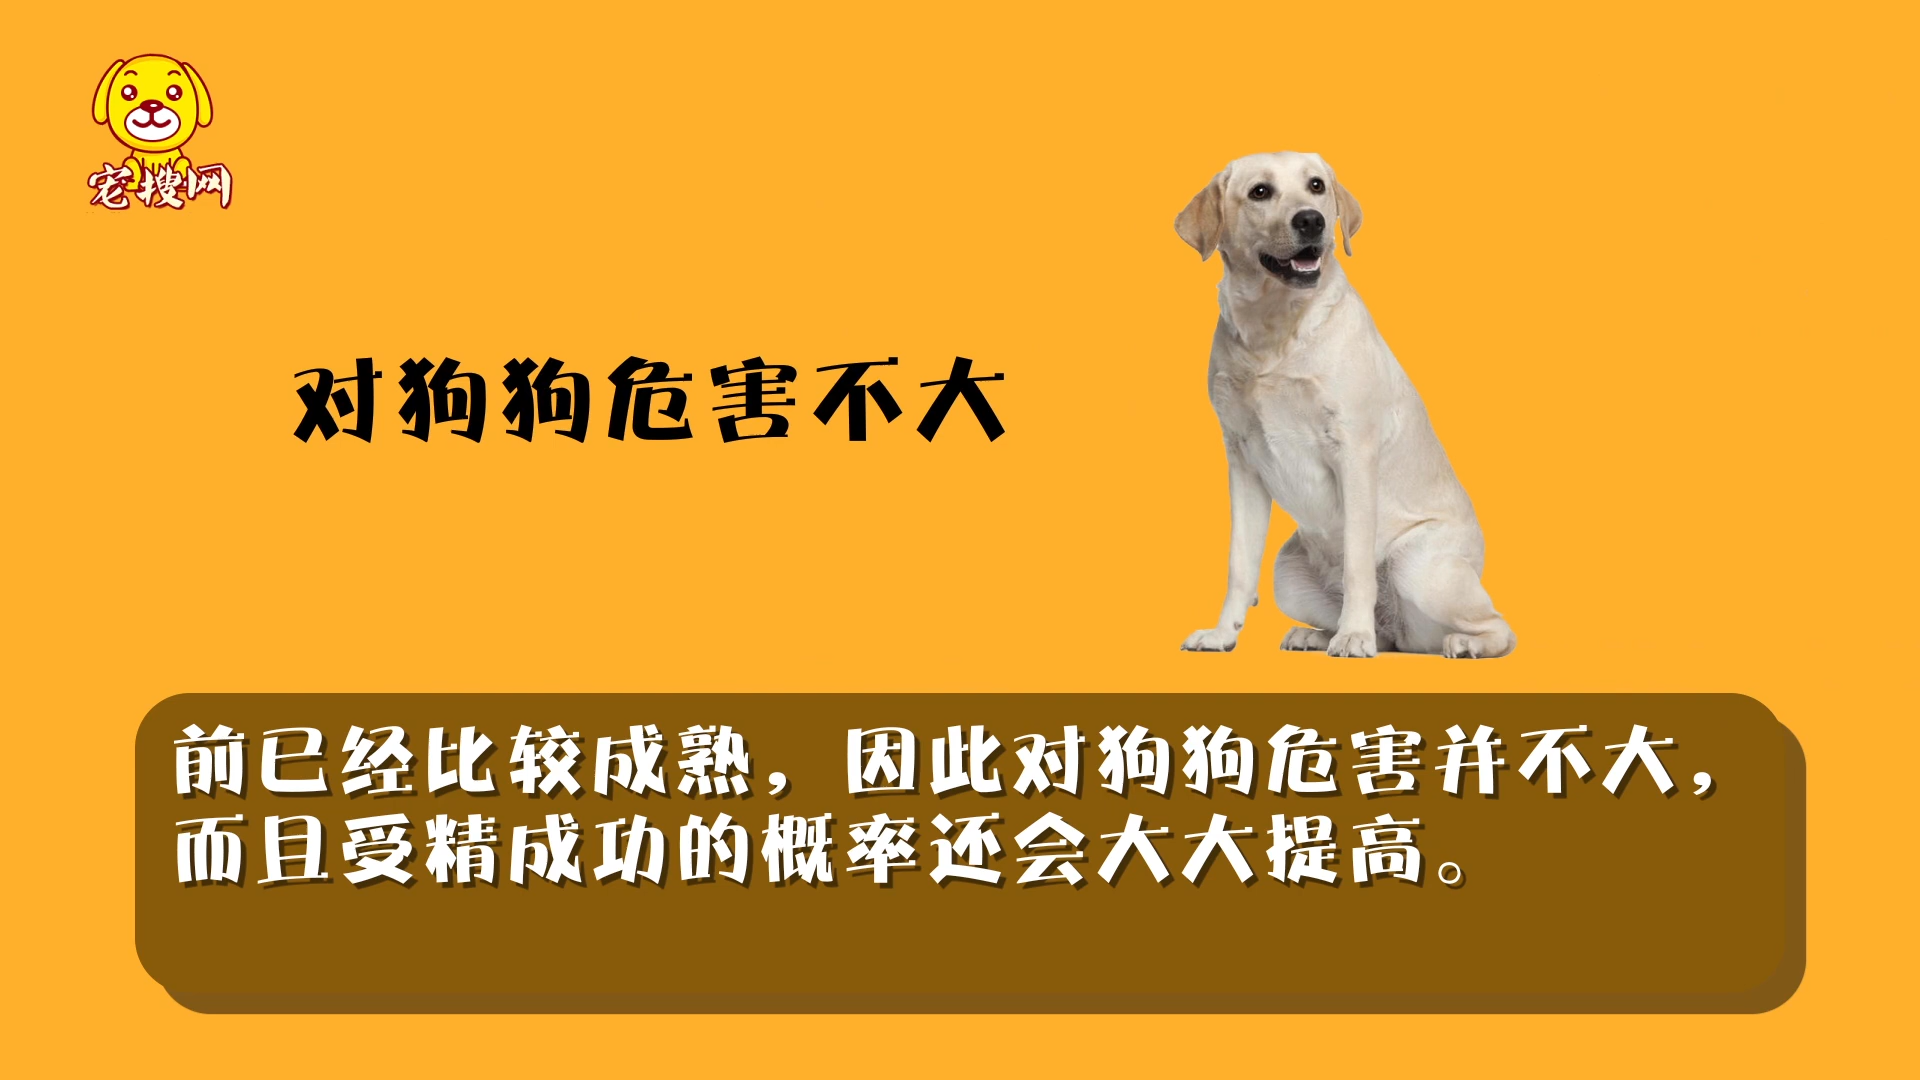 宠搜网
对狗狗危害不大
前已经比较成熟，因此对狗狗危害并不大，
而且受精成功的概率还会大大提高。